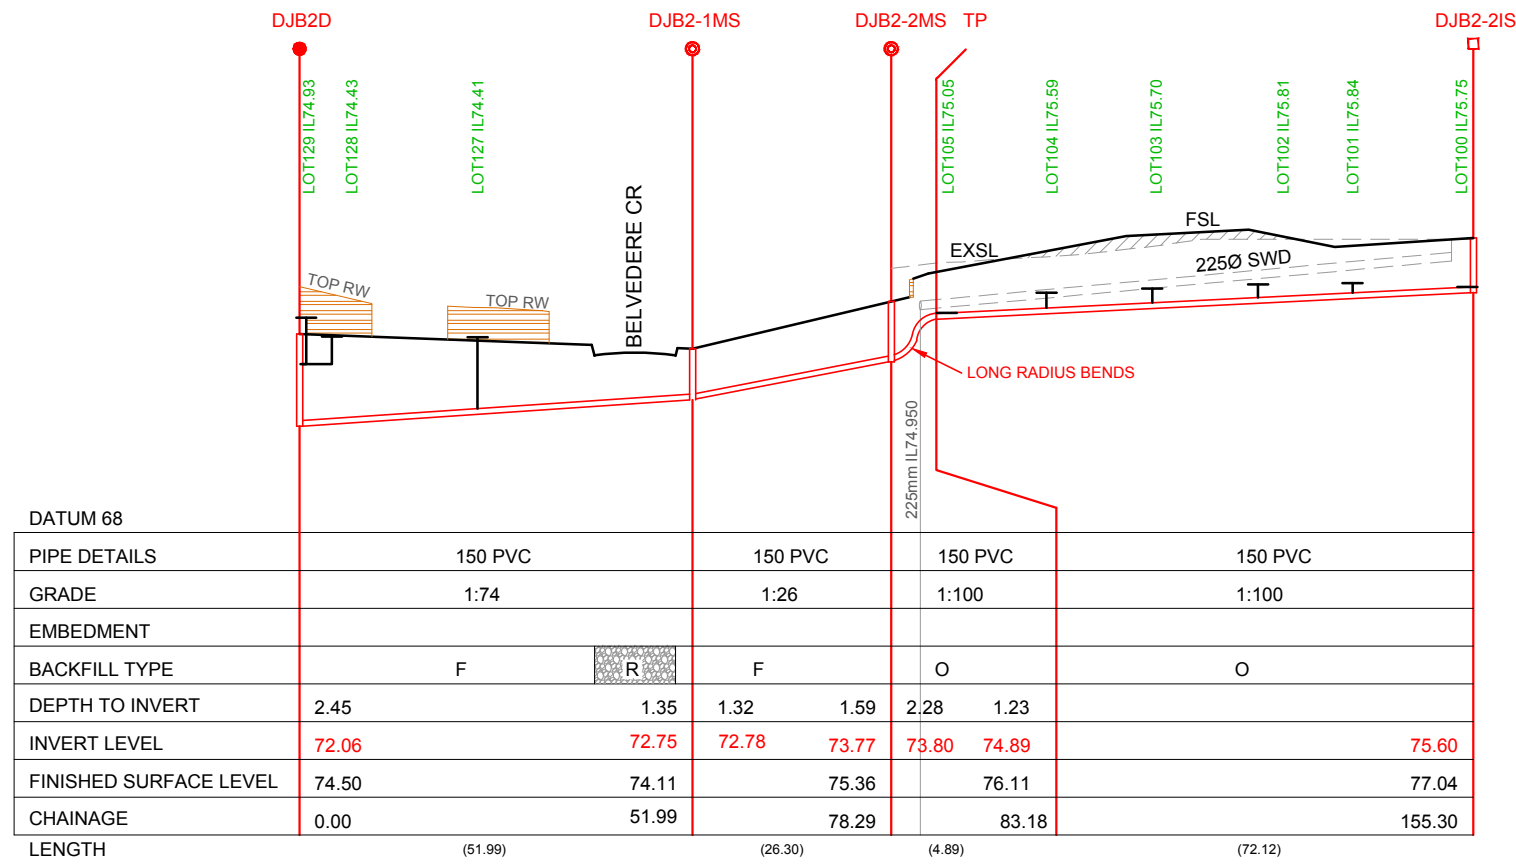 DJB2D DJB2-1MS DJB2-2MS TP DJB2-2IS
LOT129 IL74.93
LOT128 IL74.43
LOT127 IL74.41
LOT105 IL75.05
LOT104 IL75.59
LOT103 IL75.70
LOT102 IL75.81
LOT101 IL75.84
LOT100 IL75.75
BELVEDERE CR
FSL
EXSL
225Ø SWD
TOP RW
TOP RW
LONG RADIUS BENDS
225mm IL74.950
DATUM 68
PIPE DETAILS 150 PVC 150 PVC 150 PVC 150 PVC
GRADE 1:74 1:26 1:100 1:100
EMBEDMENT
BACKFILL TYPE F R F O O
DEPTH TO INVERT 2.45 1.35 1.32 1.59 2.28 1.23
INVERT LEVEL 72.06 72.75 72.78 73.77 73.80 74.89 75.60
FINISHED SURFACE LEVEL 74.50 74.11 75.36 76.11 77.04
CHAINAGE 0.00 51.99 78.29 83.18 155.30
LENGTH (51.99) (26.30) (4.89) (72.12)